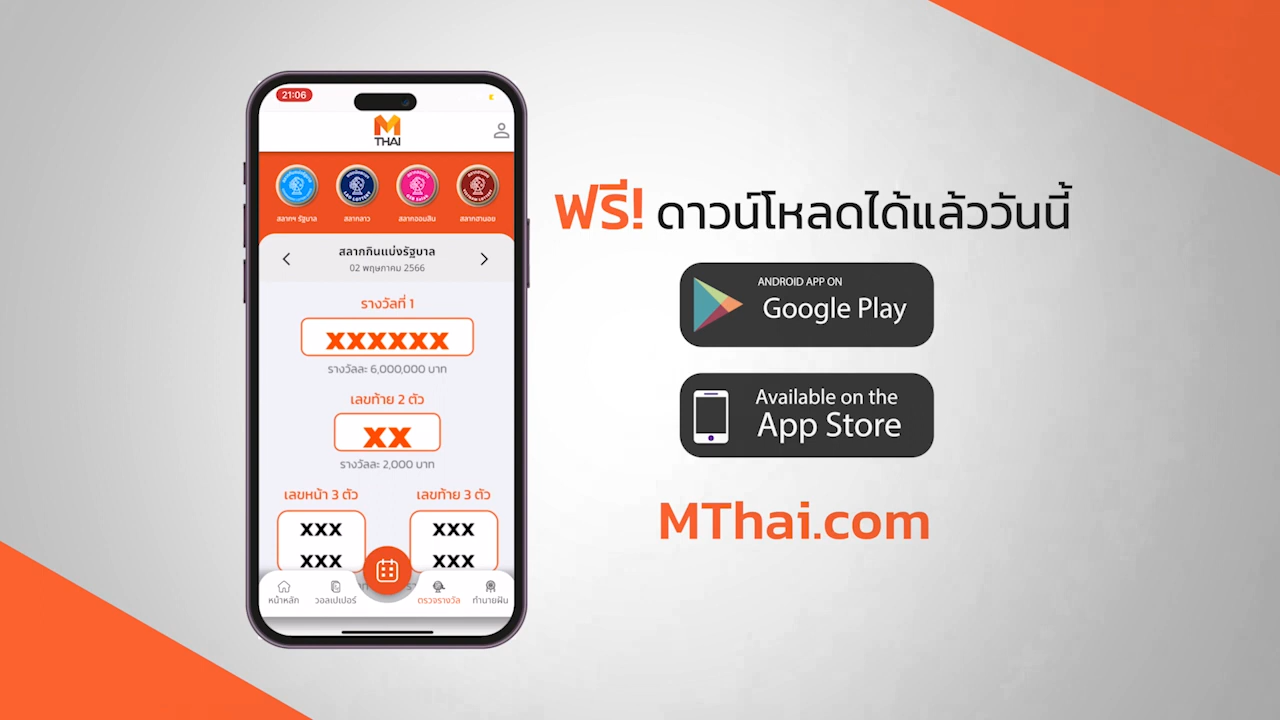 21:06
M
THAI
สลากฯ รัฐบาล
สลากลาว
สลากออมสิน
สลากฮานอย
สลากกินแบ่งรัฐบาล
02 พฤษภาคม 2566
รางวัลที่ 1
xxxxxx
รางวัลละ 6,000,000 บาท
เลขท้าย 2 ตัว
xx
รางวัลละ 2,000 บาท
เลขหน้า 3 ตัว
เลขท้าย 3 ตัว
xxx
xxx
xxx
xxx
หน้าหลัก
วอลเปเปอร์
ตรวจรางวัล
ทำนายฝัน
ฟรี! ดาวน์โหลดได้แล้ววันนี้
ANDROID APP ON
Google Play
Available on the
App Store
MThai.com